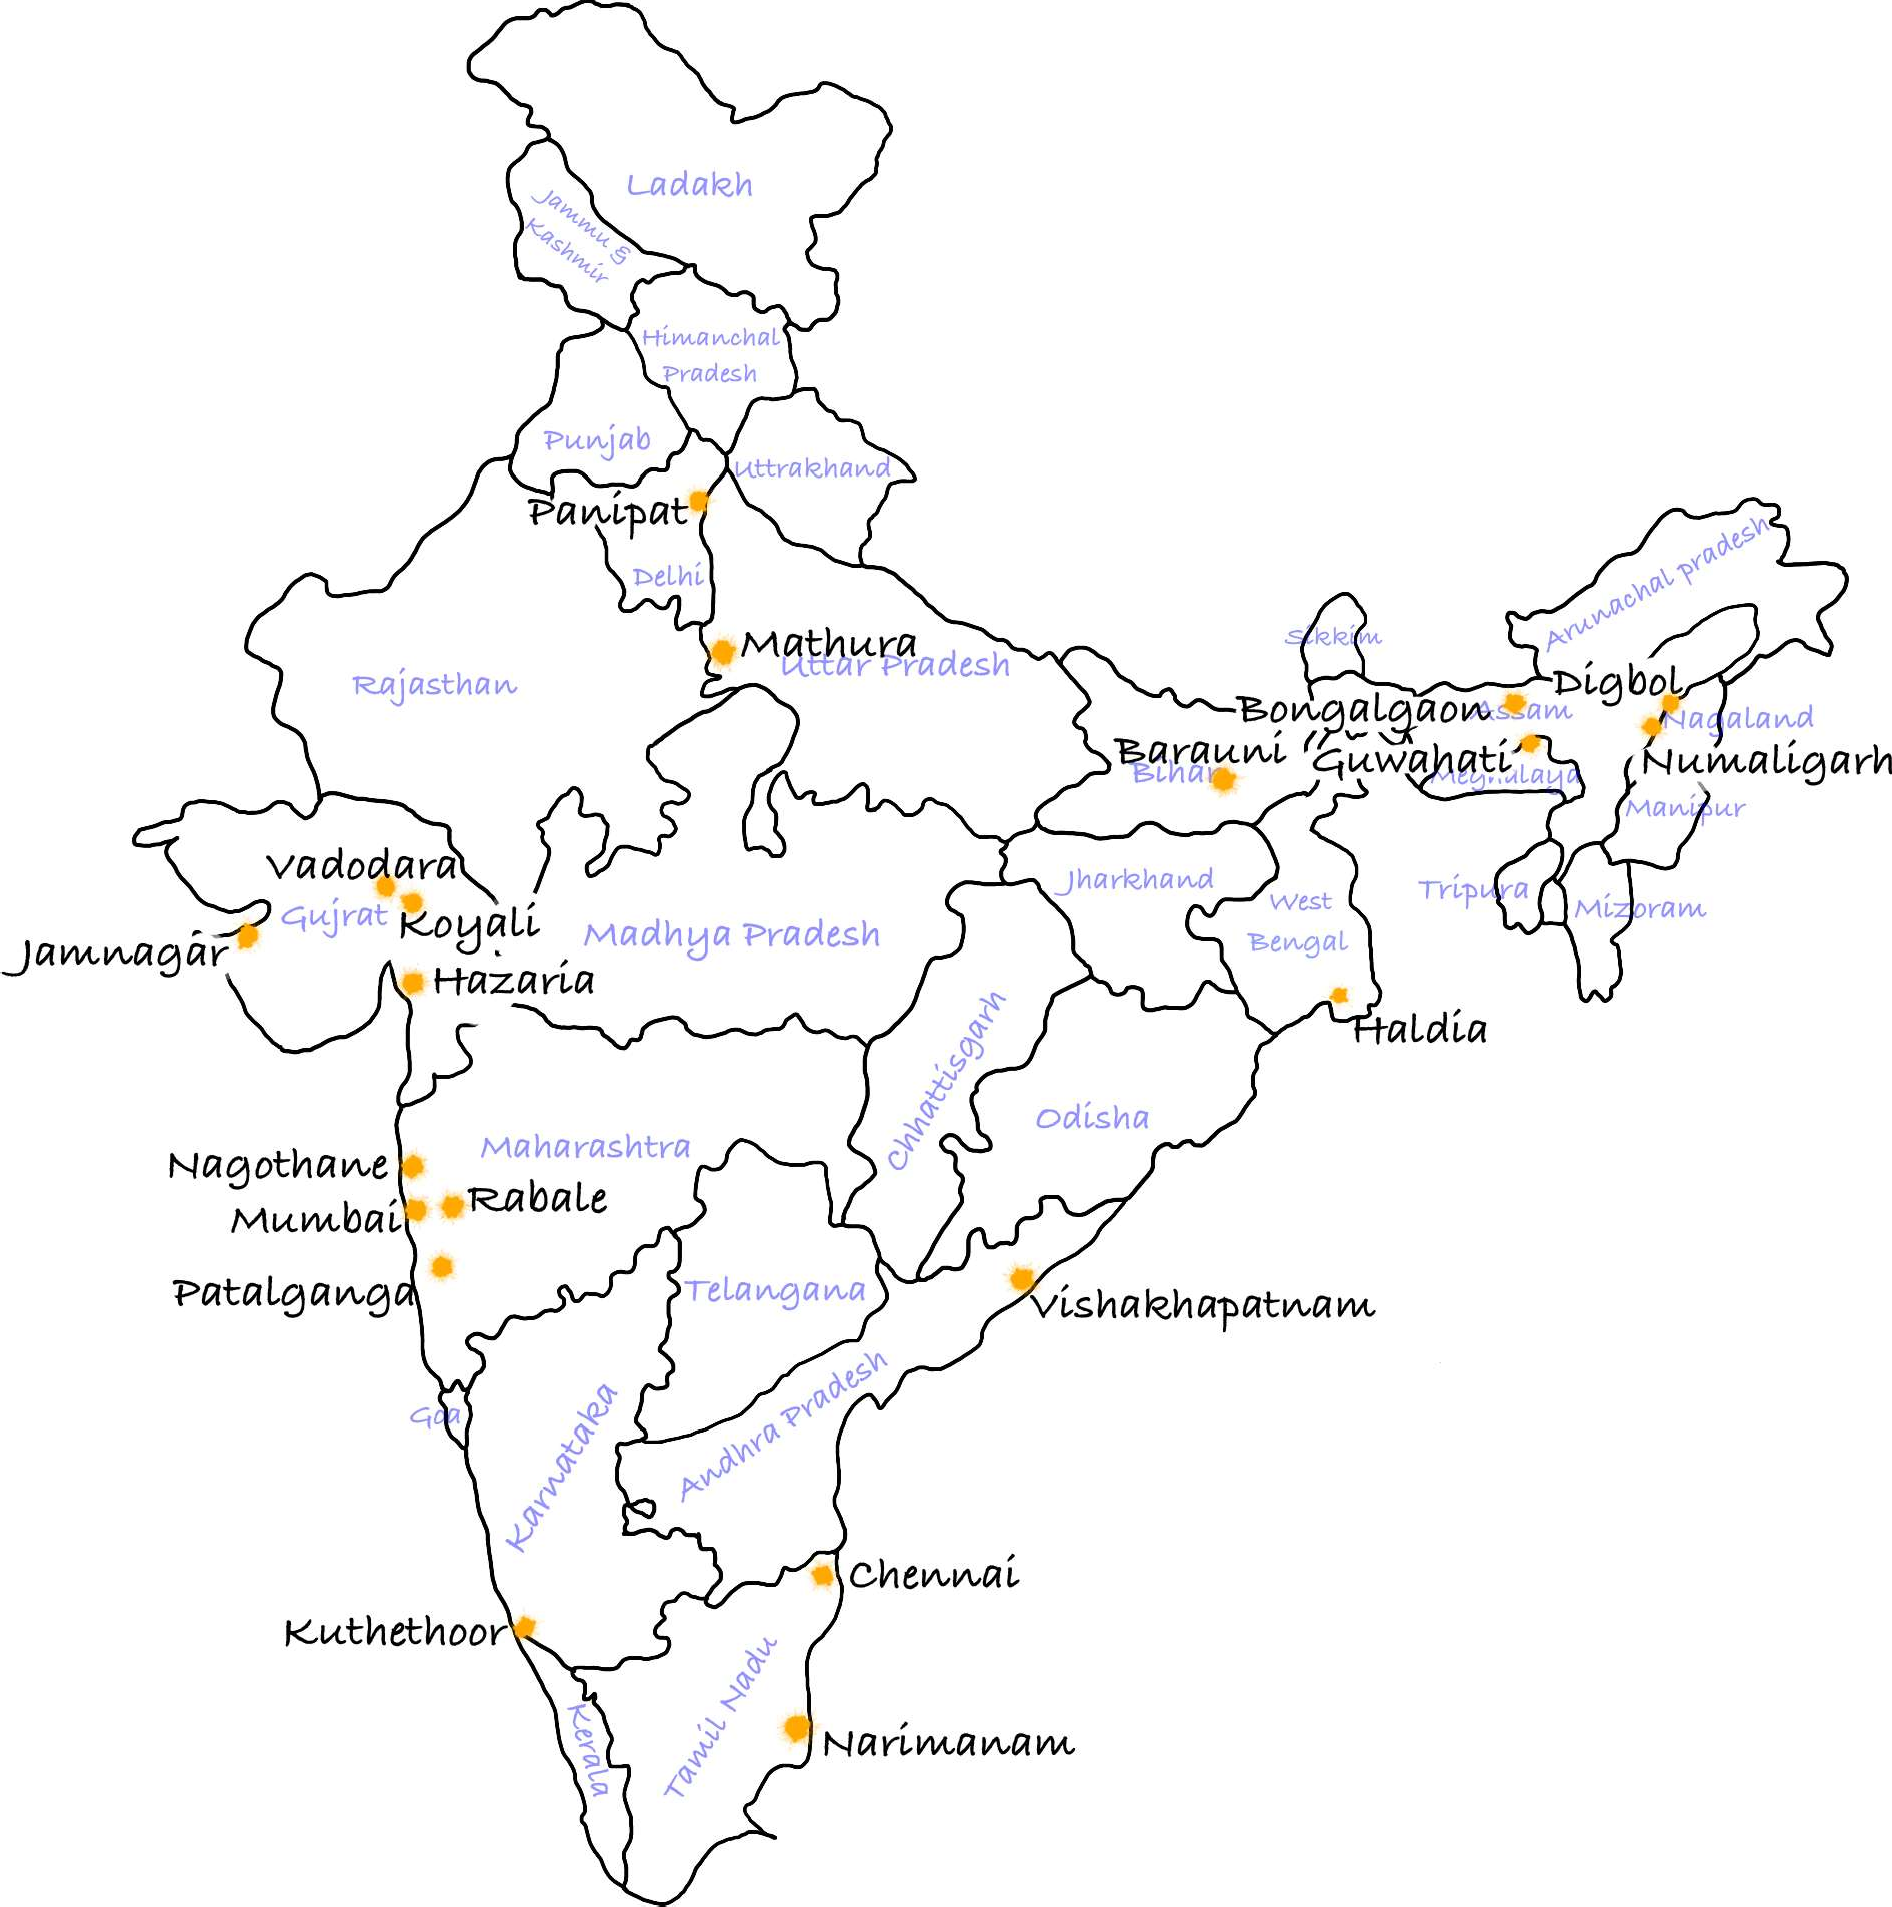 Ladakh
Jammu &
Kashmir
Himanchal
Pradesh
Punjab
Uttrakhand
Panipat
Delhi
Arunachal pradesh
Mathura
Uttar Pradesh
Sikkim
Rajasthan
Digbol
Bongalgaon
Assam
Nagaland
Barauni
Guwahati
Numaligarh
Bihar
Meghulaya
Manipur
Vadodara
Jharkhand
Tripura
West
Bengal
Mizoram
Gujrat
Koyali
Madhya Pradesh
Jamnagar
Hazaria
Haldia
Chhattisgarh
Odisha
Maharashtra
Nagothane
Rabale
Mumbai
Patalganga
Telangana
Vishakhapatnam
Andhra Pradesh
Goa
Karnataka
Chennai
Kuthethoor
Tamil Nadu
Kerala
Narimanam